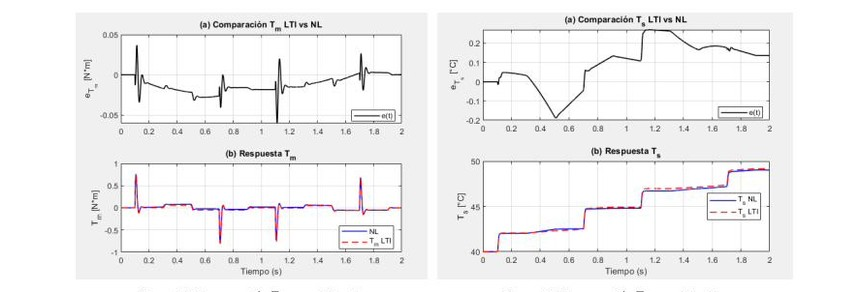 (a) Comparación T_m LTI vs NL
e_Tm [N*m]
0.05
0
-0.05
0 0.2 0.4 0.6 0.8 1 1.2 1.4 1.6 1.8 2
e(t)
(b) Respuesta T_m
T_m [N*m]
1
0.5
0
-0.5
-1
0 0.2 0.4 0.6 0.8 1 1.2 1.4 1.6 1.8 2
NL
T_m LTI
Tiempo (s)
(a) Comparación T_s LTI vs NL
e_Ts [°C]
0.2
0.1
0
-0.1
-0.2
0 0.2 0.4 0.6 0.8 1 1.2 1.4 1.6 1.8 2
e(t)
(b) Respuesta T_s
T_s [°C]
50
45
40
0 0.2 0.4 0.6 0.8 1 1.2 1.4 1.6 1.8 2
T_s NL
T_s LTI
Tiempo (s)